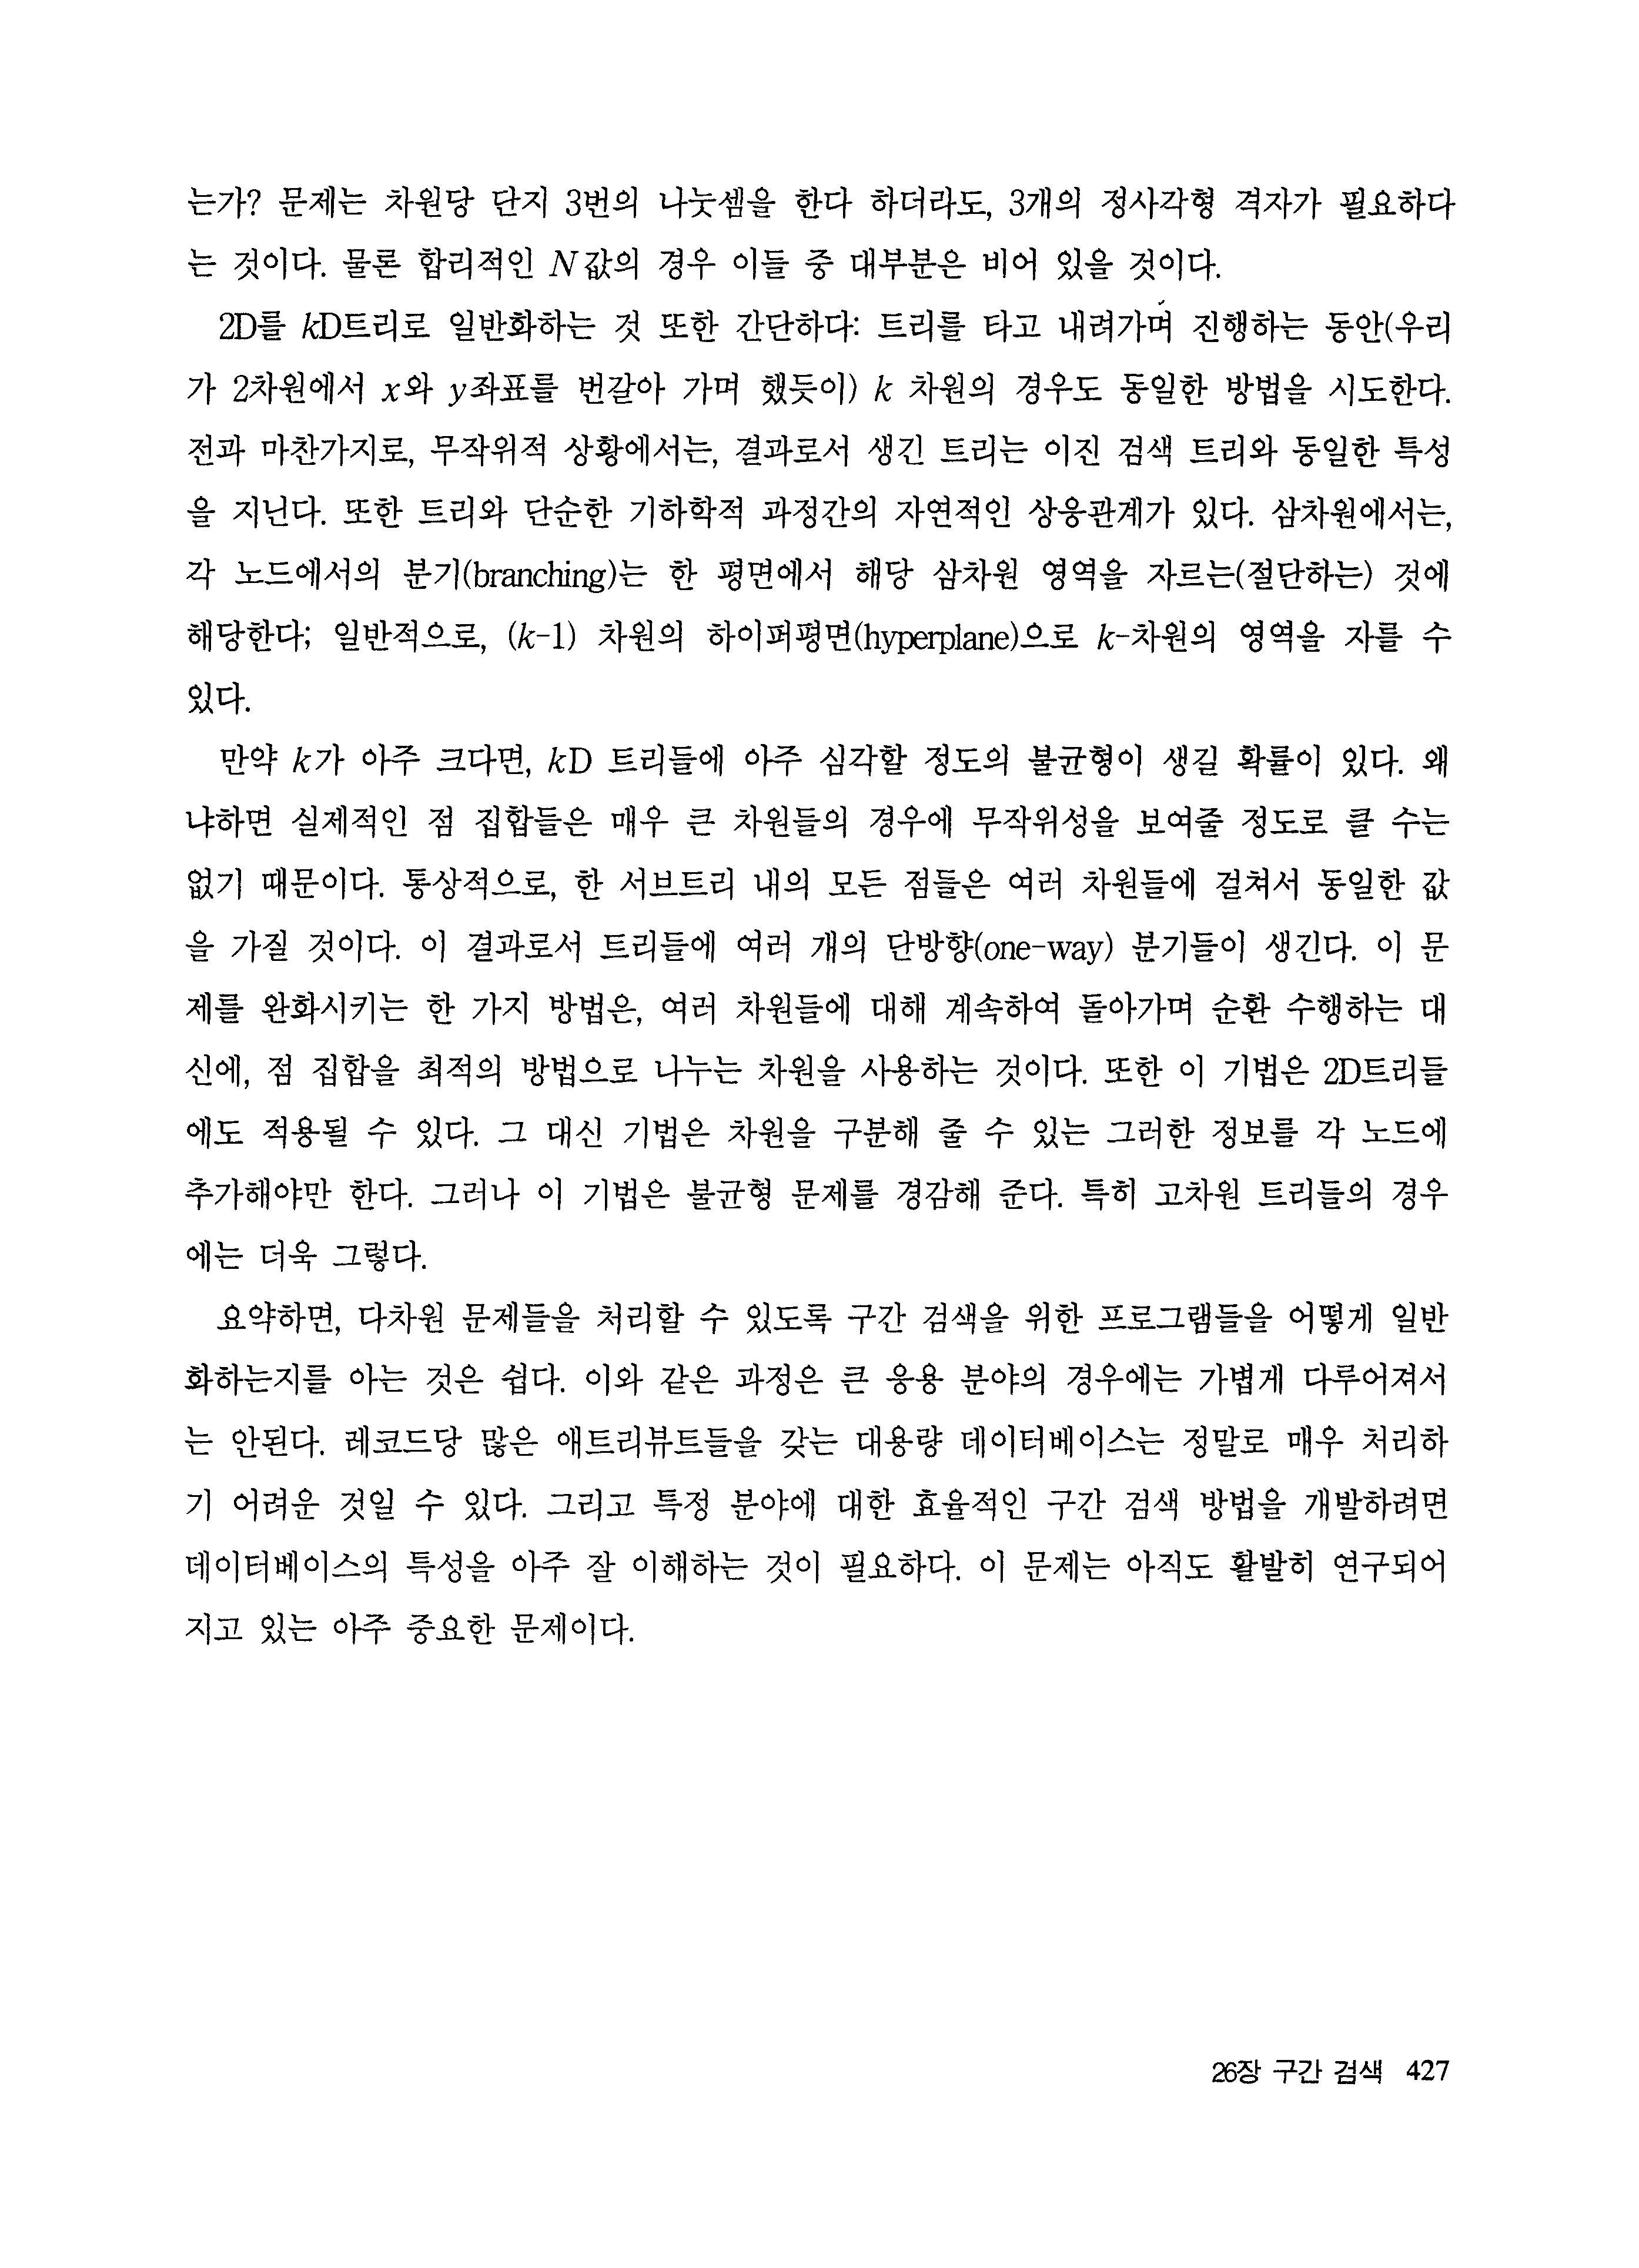 는가? 문제는 차원당 단지 3번의 나눗셈을 한다 하더라도, 3개의 정사각형 격자가 필요하다
는 것이다. 물론 합리적인 N값의 경우 이들 중 대부분은 비어 있을 것이다.
2D를 kD트리로 일반화하는 것 또한 간단하다: 트리를 타고 내려가며 진행하는 동안(우리
가 2차원에서 x와 y좌표를 번갈아 가며 했듯이) k 차원의 경우도 동일한 방법을 시도한다.
전과 마찬가지로, 무작위적 상황에서는, 결과로서 생긴 트리는 이진 검색 트리와 동일한 특성
을 지닌다. 또한 트리와 단순한 기하학적 과정간의 자연적인 상응관계가 있다. 삼차원에서는,
각 노드에서의 분기(branching)는 한 평면에서 해당 삼차원 영역을 자르는(절단하는) 것에
해당한다; 일반적으로, (k-1) 차원의 하이퍼평면(hyperplane)으로 k-차원의 영역을 자를 수
있다.
만약 k가 아주 크다면, kD 트리들에 아주 심각할 정도의 불균형이 생길 확률이 있다. 왜
냐하면 실제적인 점 집합들은 매우 큰 차원들의 경우에 무작위성을 보여줄 정도로 클 수는
없기 때문이다. 통상적으로, 한 서브트리 내의 모든 점들은 여러 차원들에 걸쳐서 동일한 값
을 가질 것이다. 이 결과로서 트리들에 여러 개의 단방향(one-way) 분기들이 생긴다. 이 문
제를 완화시키는 한 가지 방법은, 여러 차원들에 대해 계속하여 돌아가며 순환 수행하는 대
신에, 점 집합을 최적의 방법으로 나누는 차원을 사용하는 것이다. 또한 이 기법은 2D트리들
에도 적용될 수 있다. 그 대신 기법은 차원을 구분해 줄 수 있는 그러한 정보를 각 노드에
추가해야만 한다. 그러나 이 기법은 불균형 문제를 경감해 준다. 특히 고차원 트리들의 경우
에는 더욱 그렇다.
요약하면, 다차원 문제들을 처리할 수 있도록 구간 검색을 위한 프로그램들을 어떻게 일반
화하는지를 아는 것은 쉽다. 이와 같은 과정은 큰 응용 분야의 경우에는 가볍게 다루어져서
는 안된다. 레코드당 많은 애트리뷰트들을 갖는 대용량 데이터베이스는 정말로 매우 처리하
기 어려운 것일 수 있다. 그리고 특정 분야에 대한 효율적인 구간 검색 방법을 개발하려면
데이터베이스의 특성을 아주 잘 이해하는 것이 필요하다. 이 문제는 아직도 활발히 연구되어
지고 있는 아주 중요한 문제이다.
26장 구간 검색 427